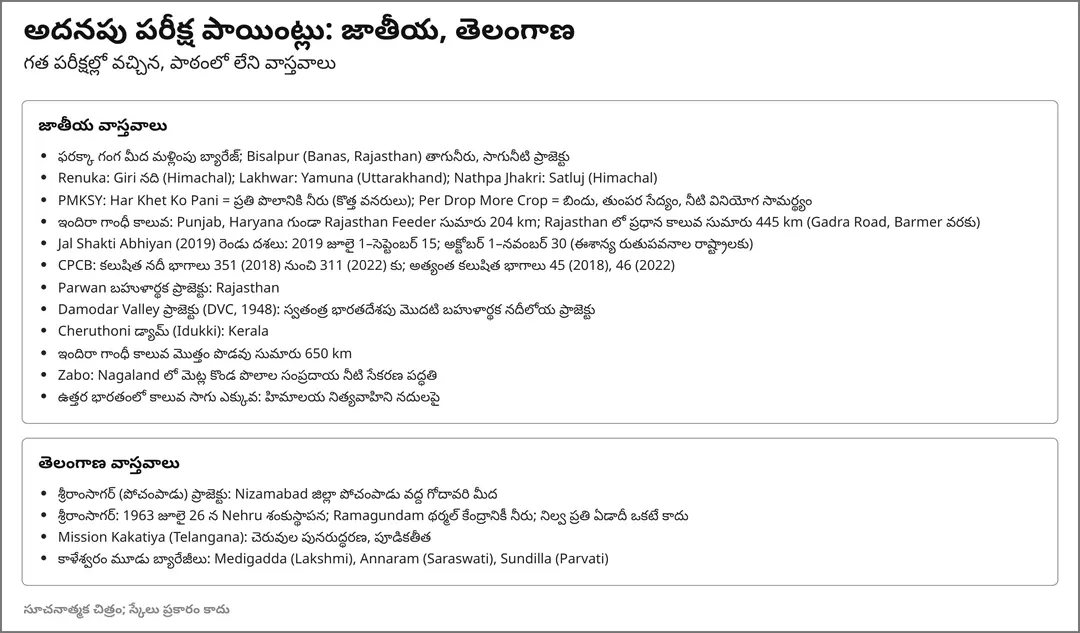 అదనపు పరీక్ష పాయింట్లు: జాతీయ, తెలంగాణ
గత పరీక్షల్లో వచ్చిన, పాఠంలో లేని వాస్తవాలు
జాతీయ వాస్తవాలు
• ఫరక్కా గంగ మీద మళ్లింపు బ్యారేజ్; Bisalpur (Banas, Rajasthan) తాగునీరు, సాగునీటి ప్రాజెక్టు
• Renuka: Giri నది (Himachal); Lakhwar: Yamuna (Uttarakhand); Nathpa Jhakri: Satluj (Himachal)
• PMKSY: Har Khet Ko Pani = ప్రతి పొలానికి నీరు (కొత్త వనరులు); Per Drop More Crop = బిందు, తుంపర సేద్యం, నీటి వినియోగ సామర్థ్యం
• ఇందిరా గాంధీ కాలువ: Punjab, Haryana గుండా Rajasthan Feeder సుమారు 204 km; Rajasthan లో ప్రధాన కాలువ సుమారు 445 km (Gadra Road, Barmer వరకు)
• Jal Shakti Abhiyan (2019) రెండు దశలు: 2019 జూలై 1–సెప్టెంబర్ 15; అక్టోబర్ 1–నవంబర్ 30 (ఈశాన్య రుతుపవనాల రాష్ట్రాలకు)
• CPCB: కలుషిత నదీ భాగాలు 351 (2018) నుంచి 311 (2022) కు; అత్యంత కలుషిత భాగాలు 45 (2018), 46 (2022)
• Parwan బహుళార్థక ప్రాజెక్టు: Rajasthan
• Damodar Valley ప్రాజెక్టు (DVC, 1948): స్వతంత్ర భారతదేశపు మొదటి బహుళార్థక నదీలోయ ప్రాజెక్టు
• Cheruthoni డ్యామ్ (Idukki): Kerala
• ఇందిరా గాంధీ కాలువ మొత్తం పొడవు సుమారు 650 km
• Zabo: Nagaland లో మెట్ల కొండ పొలాల సంప్రదాయ నీటి సేకరణ పద్ధతి
• ఉత్తర భారతంలో కాలువ సాగు ఎక్కువ: హిమాలయ నిత్యవాహిని నదులపై
తెలంగాణ వాస్తవాలు
• శ్రీరాంసాగర్ (పోచంపాడు) ప్రాజెక్టు: Nizamabad జిల్లా పోచంపాడు వద్ద గోదావరి మీద
• శ్రీరాంసాగర్: 1963 జూలై 26 న Nehru శంకుస్థాపన; Ramagundam థర్మల్ కేంద్రానికీ నీరు; నిల్వ ప్రతి ఏడాదీ ఒకటే కాదు
• Mission Kakatiya (Telangana): చెరువుల పునరుద్ధరణ, పూడికతీత
• కాళేశ్వరం మూడు బ్యారేజీలు: Medigadda (Lakshmi), Annaram (Saraswati), Sundilla (Parvati)
సూచనాత్మక చిత్రం; స్కేలు ప్రకారం కాదు